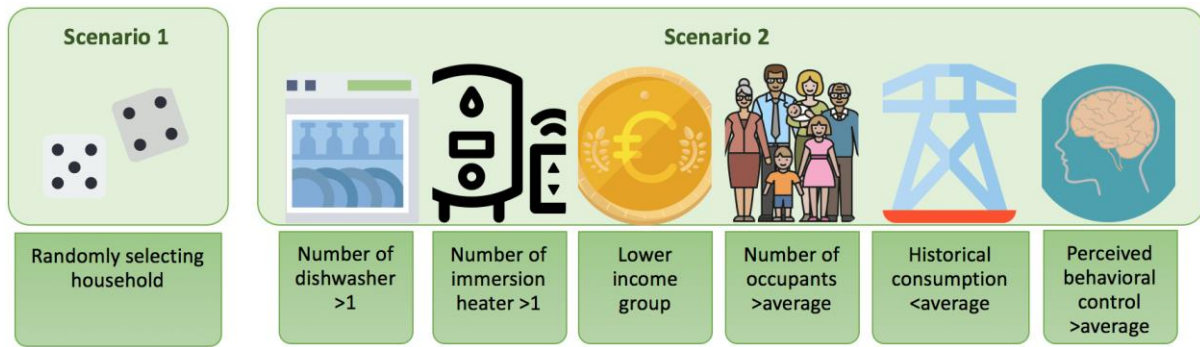 Scenario 1
Scenario 2
Randomly selecting
household
Number of
dishwasher
>1
Number of
immersion
heater >1
Lower
income
group
Number of
occupants
>average
Historical
consumption
<average
Perceived
behavioral
control
>average